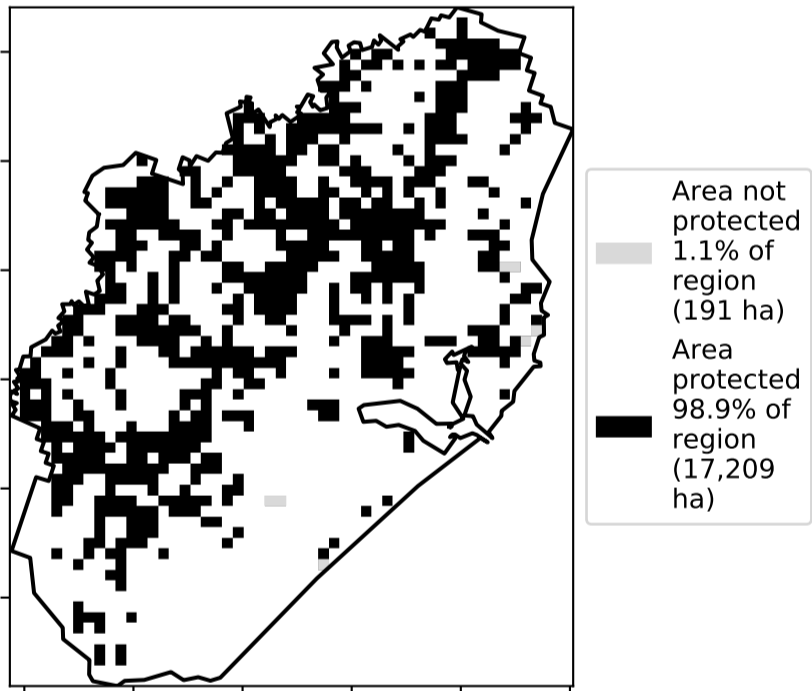 Area not
protected
1.1% of
region
(191 ha)
Area
protected
98.9% of
region
(17,209
ha)